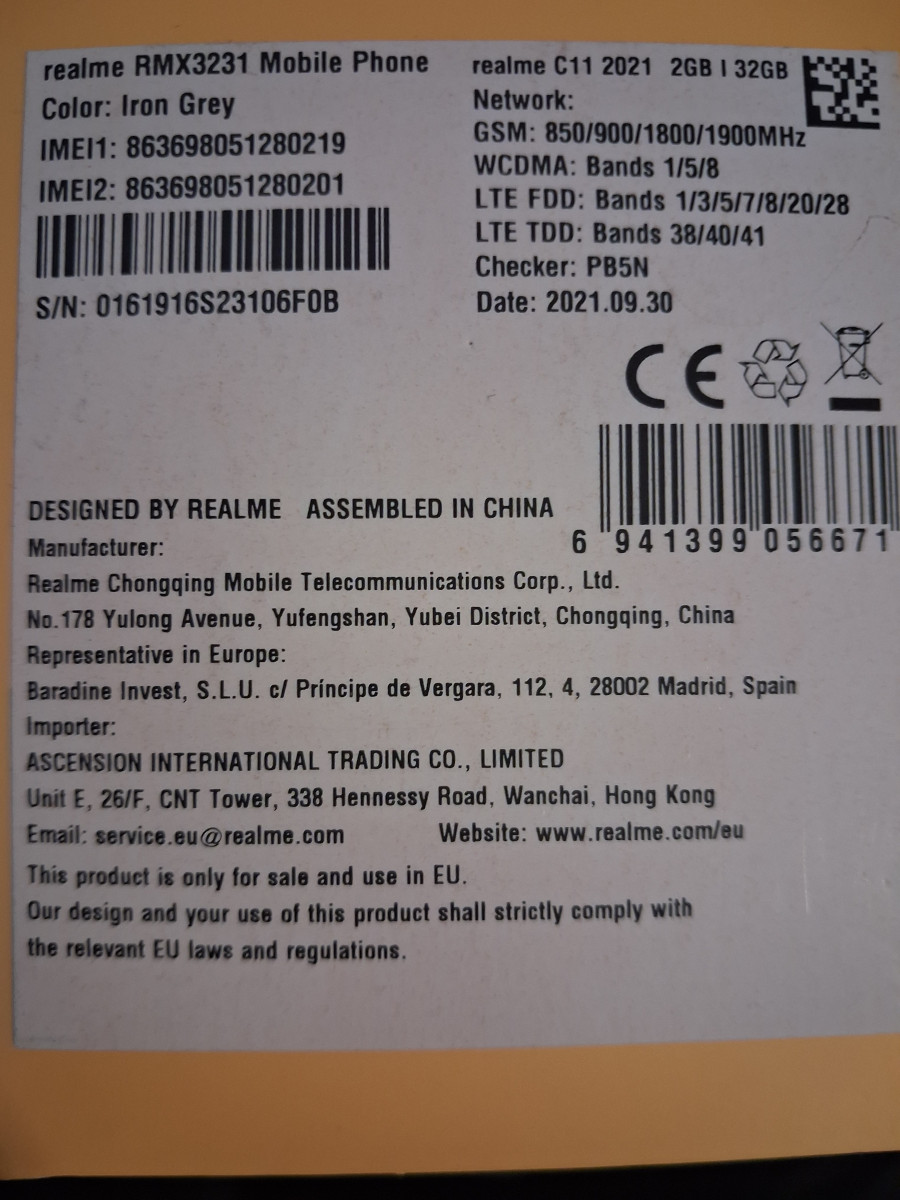 realme RMX3231 Mobile Phone
Color: Iron Grey
IMEI1: 863698051280219
IMEI2: 863698051280201
S/N: 0161916S23106F0B
realme C11 2021 2GB | 32GB
Network:
GSM: 850/900/1800/1900MHz
WCDMA: Bands 1/5/8
LTE FDD: Bands 1/3/5/7/8/20/28
LTE TDD: Bands 38/40/41
Checker: PB5N
Date: 2021.09.30
CE
6 941399 056671
DESIGNED BY REALME ASSEMBLED IN CHINA
Manufacturer:
Realme Chongqing Mobile Telecommunications Corp., Ltd.
No.178 Yulong Avenue, Yufengshan, Yubei District, Chongqing, China
Representative in Europe:
Baradine Invest, S.L.U. c/ Príncipe de Vergara, 112, 4, 28002 Madrid, Spain
Importer:
ASCENSION INTERNATIONAL TRADING CO., LIMITED
Unit E, 26/F, CNT Tower, 338 Hennessy Road, Wanchai, Hong Kong
Email: service.eu@realme.com Website: www.realme.com/eu
This product is only for sale and use in EU.
Our design and your use of this product shall strictly comply with
the relevant EU laws and regulations.